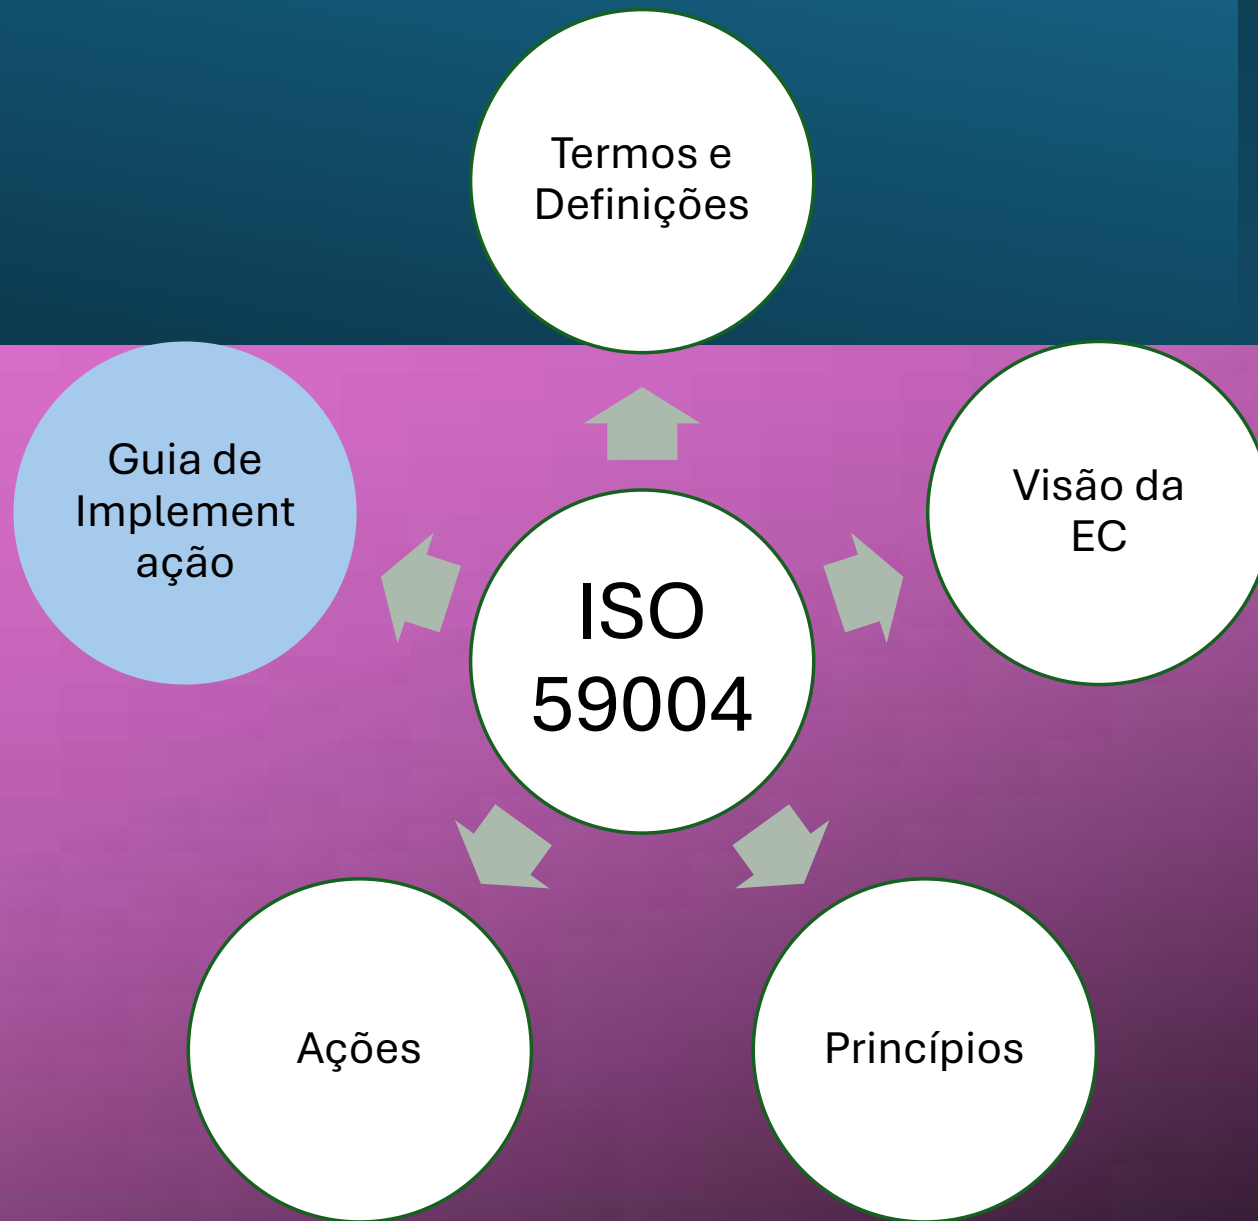 Termos e
Definições
Guia de
Implement
ação
Visão da
EC
ISO
59004
Ações
Princípios